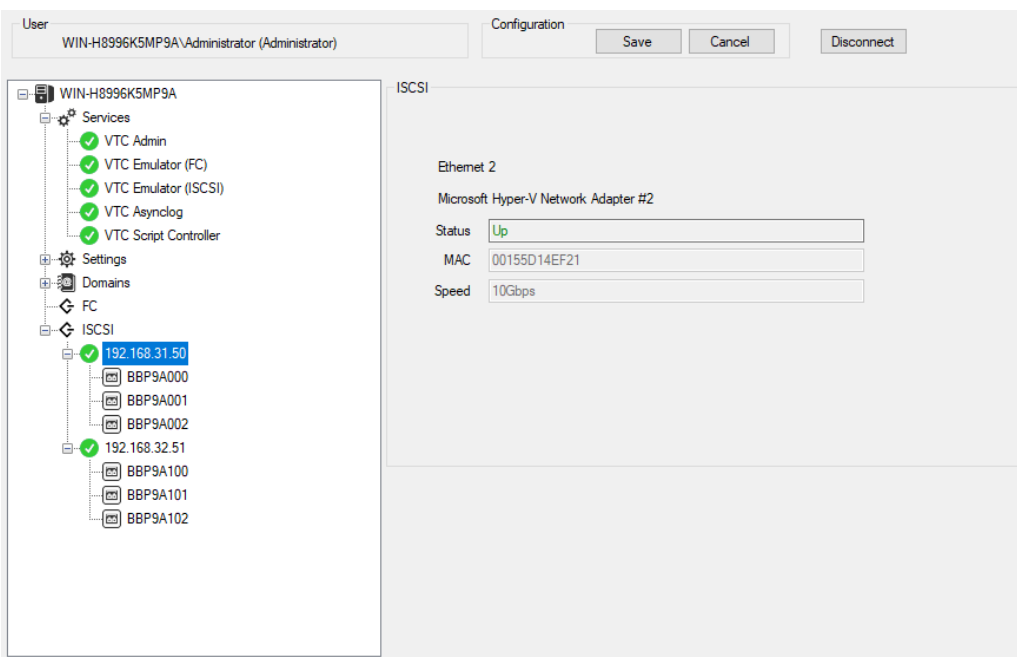 User
WIN-H8996K5MP9A\Administrator (Administrator)
Configuration
Save
Cancel
Disconnect
WIN-H8996K5MP9A
Services
VTC Admin
VTC Emulator (FC)
VTC Emulator (ISCSI)
VTC Asynclog
VTC Script Controller
Settings
Domains
FC
ISCSI
192.168.31.50
BBP9A000
BBP9A001
BBP9A002
192.168.32.51
BBP9A100
BBP9A101
BBP9A102
ISCSI
Ethernet 2
Microsoft Hyper-V Network Adapter #2
Status Up
MAC 00155D14EF21
Speed 10Gbps